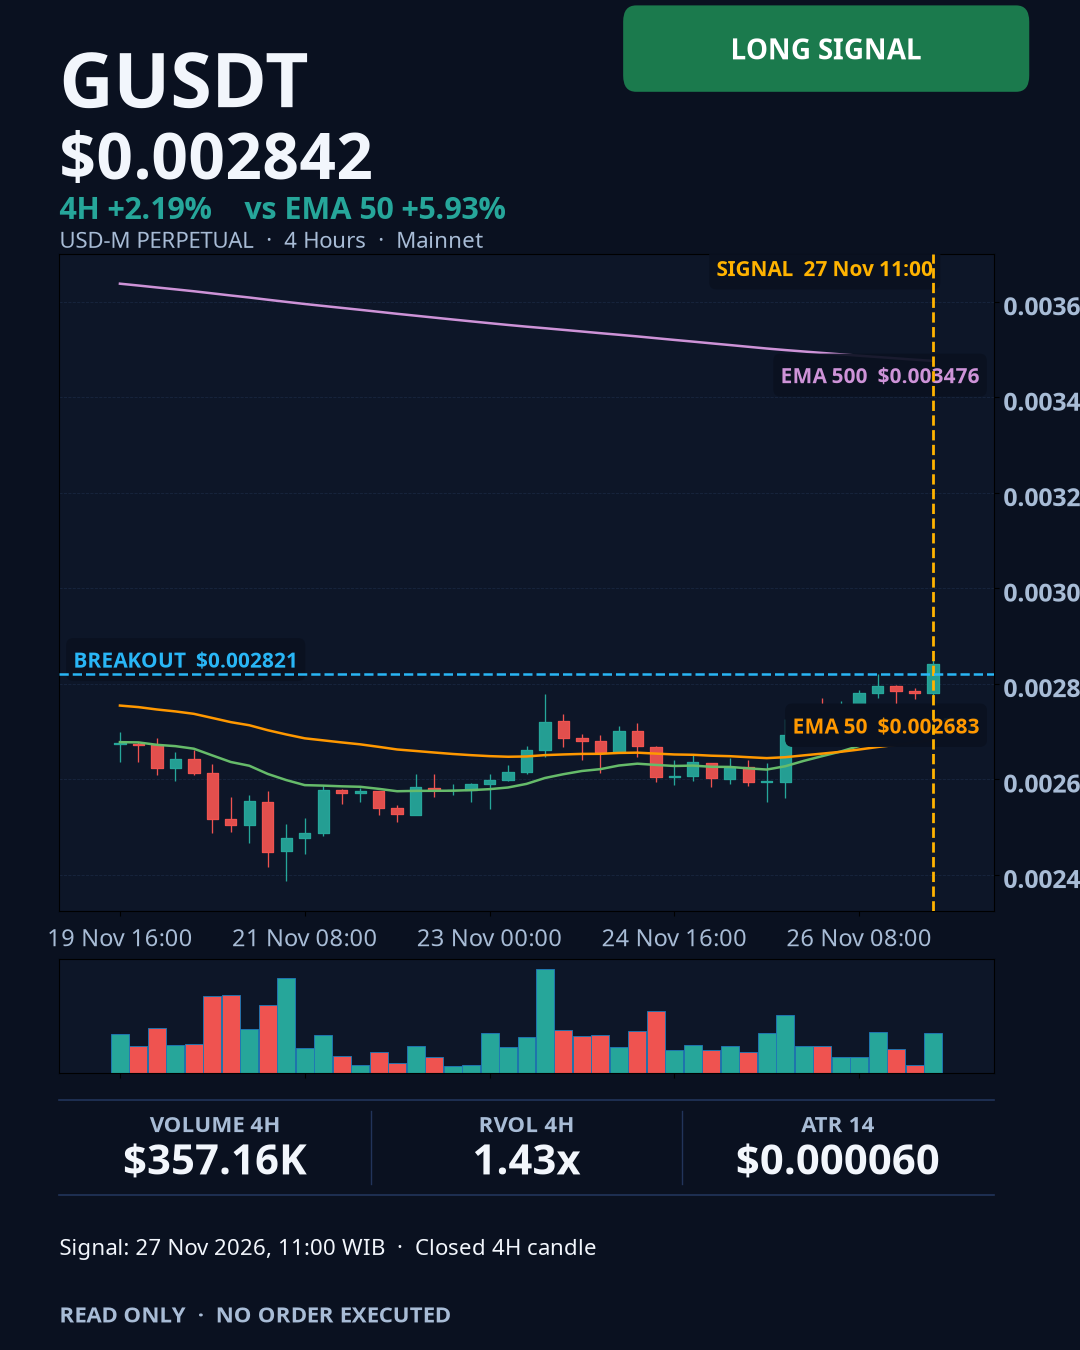 LONG SIGNAL
GUSDT
$0.002842
4H +2.19% vs EMA 50 +5.93%
USD-M PERPETUAL · 4 Hours · Mainnet
SIGNAL 27 Nov 11:00
0.0036
EMA 500 $0.003476
0.0034
0.0032
0.0030
BREAKOUT $0.002821
0.0028
EMA 50 $0.002683
0.0026
0.0024
19 Nov 16:00 21 Nov 08:00 23 Nov 00:00 24 Nov 16:00 26 Nov 08:00
VOLUME 4H RVOL 4H ATR 14
$357.16K 1.43x $0.000060
Signal: 27 Nov 2026, 11:00 WIB · Closed 4H candle
READ ONLY · NO ORDER EXECUTED